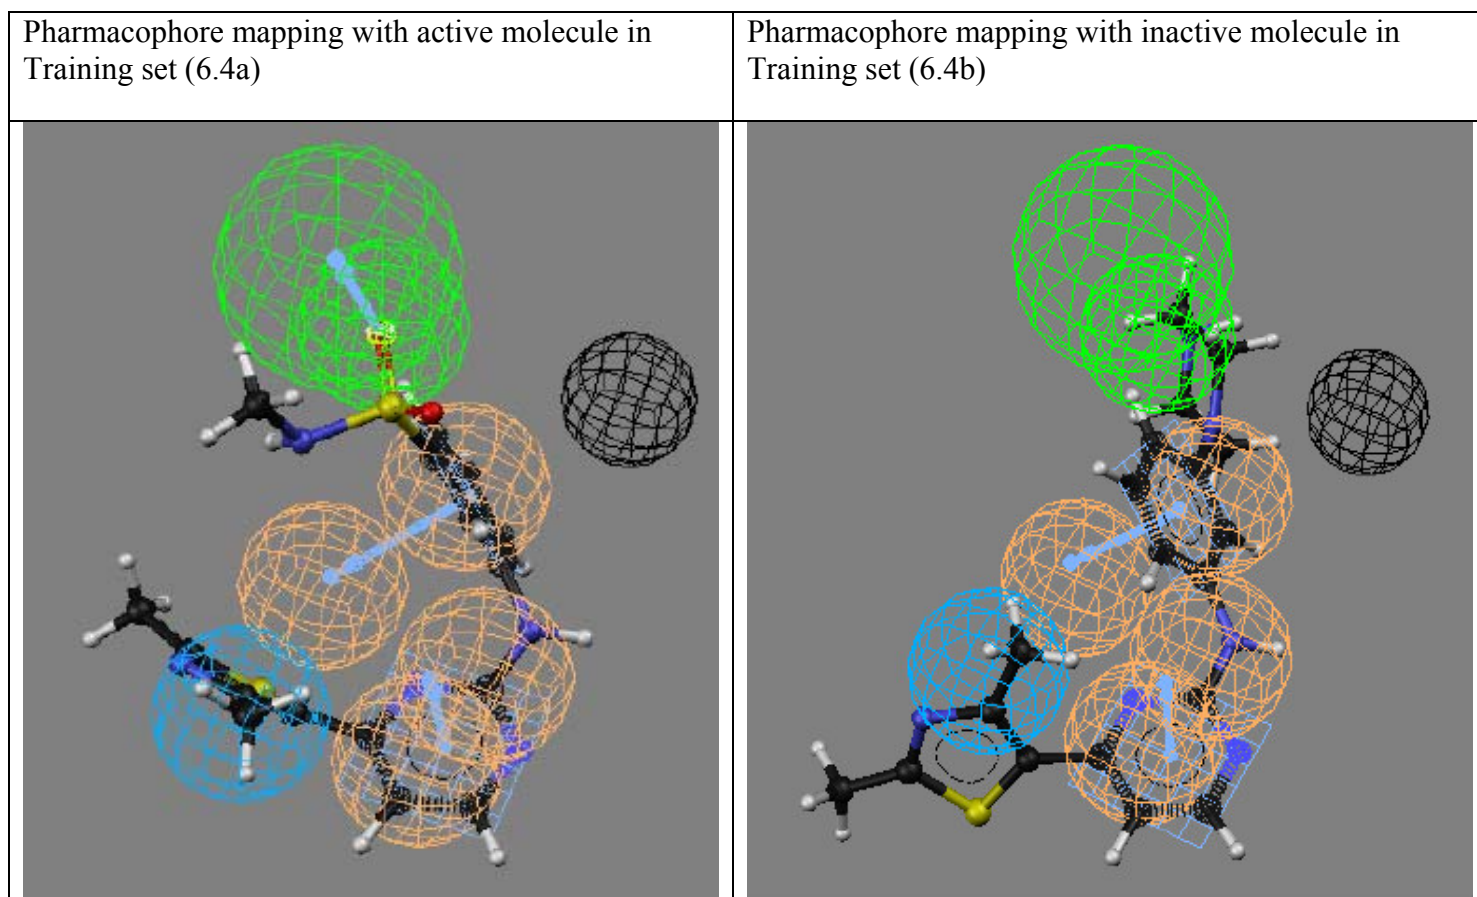 Pharmacophore mapping with active molecule in
Training set (6.4a)
Pharmacophore mapping with inactive molecule in
Training set (6.4b)